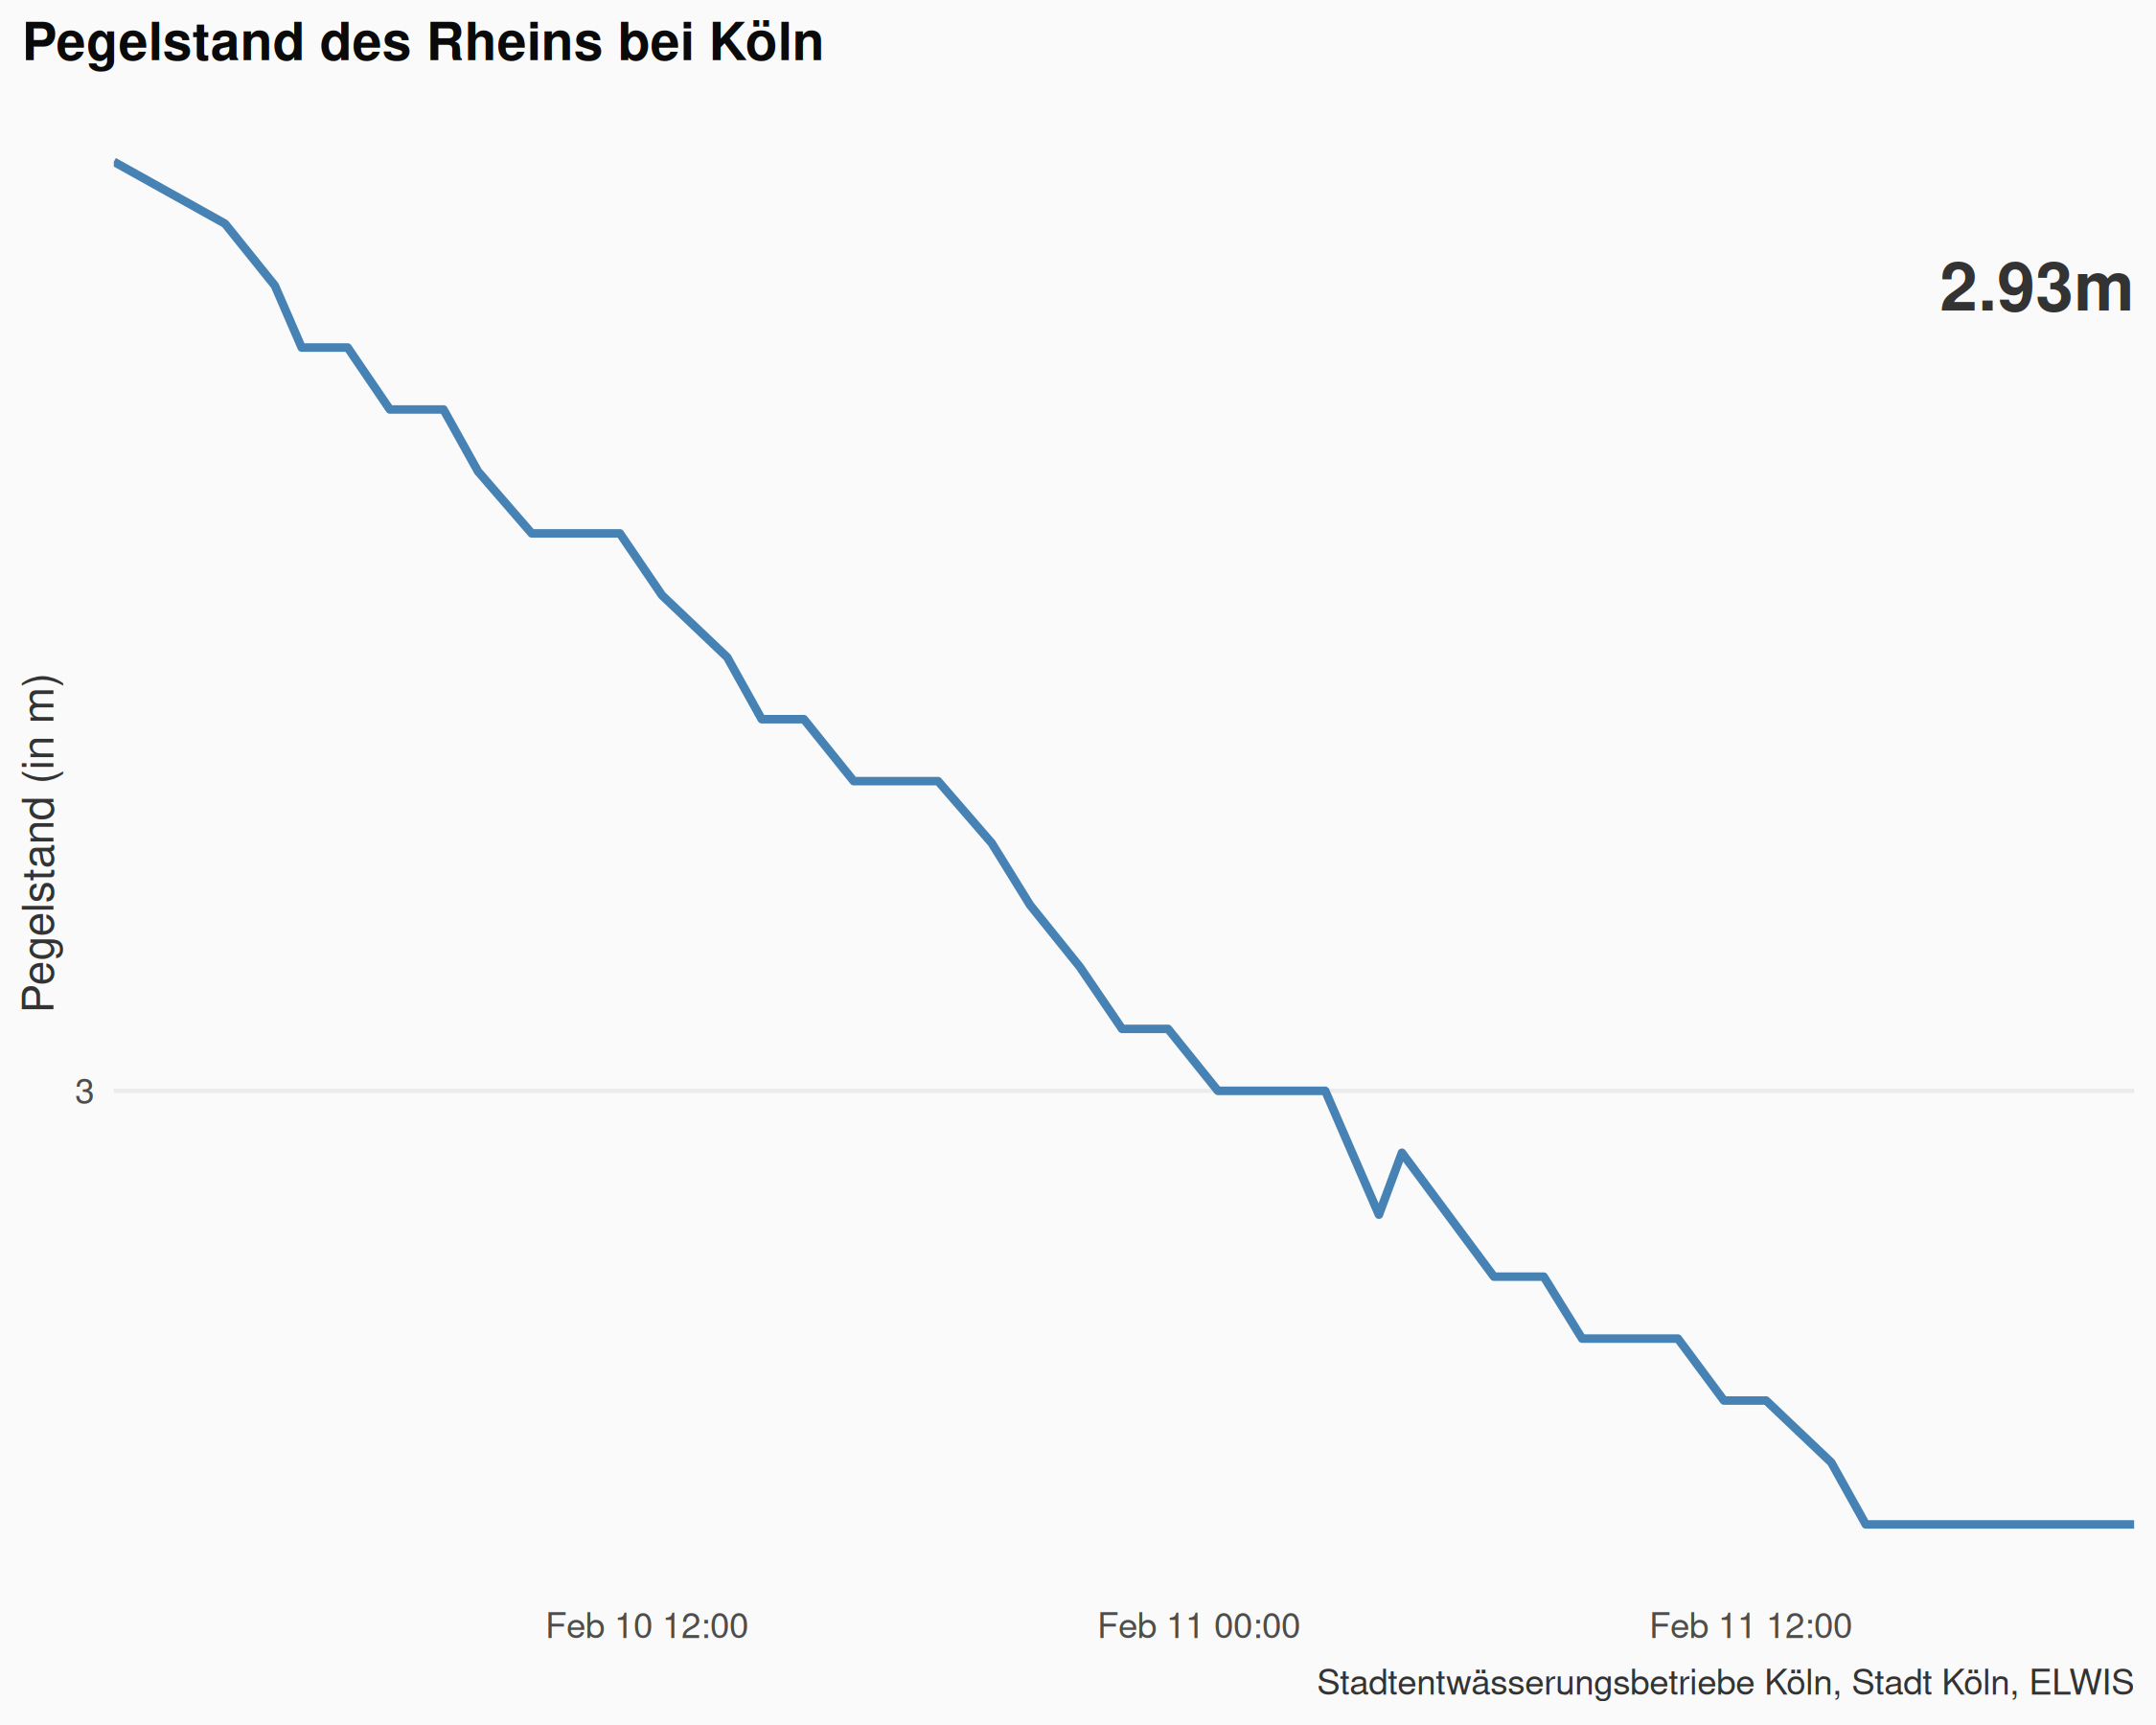 Pegelstand des Rheins bei Köln
2.93m
Pegelstand (in m)
3
Feb 10 12:00
Feb 11 00:00
Feb 11 12:00
Stadtentwässerungsbetriebe Köln, Stadt Köln, ELWIS